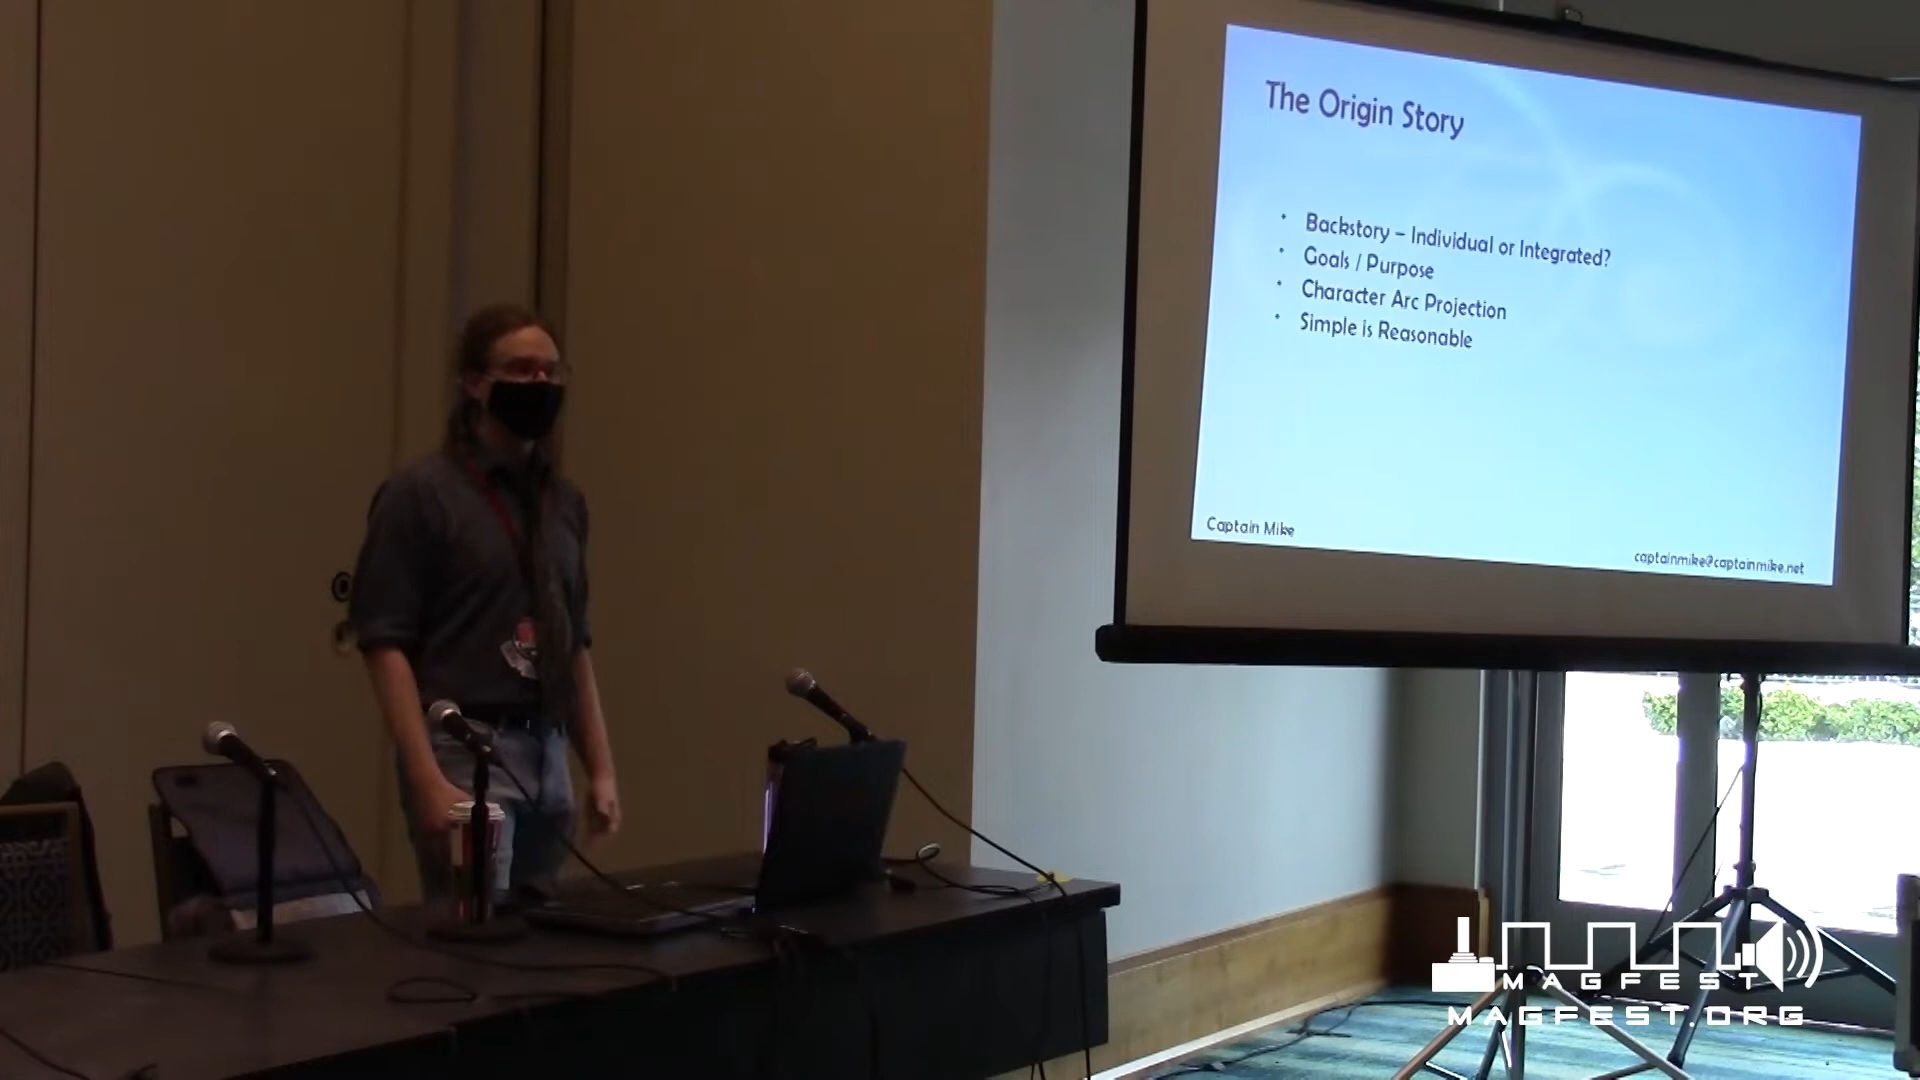 The Origin Story
• Backstory – Individual or Integrated?
• Goals / Purpose
• Character Arc Projection
• Simple is Reasonable
Captain Mike
captainmike@captainmike.net
MAGFEST
MAGFEST.ORG